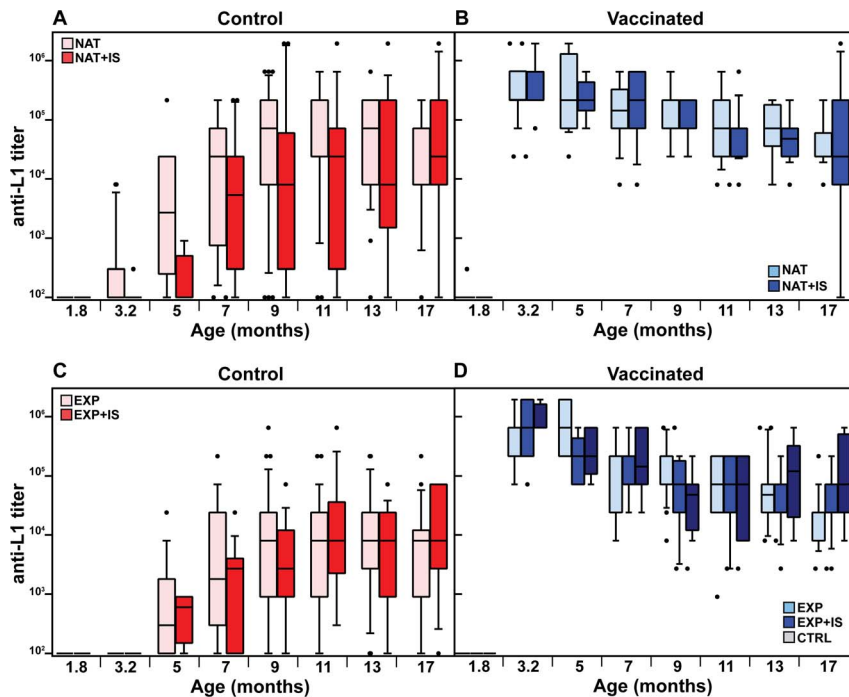 A Control
NAT
NAT+IS
anti-L1 titer
10⁶
10⁵
10⁴
10³
10²
1.8 3.2 5 7 9 11 13 17
Age (months)
B Vaccinated
NAT
NAT+IS
1.8 3.2 5 7 9 11 13 17
Age (months)
C Control
EXP
EXP+IS
anti-L1 titer
10⁶
10⁵
10⁴
10³
10²
1.8 3.2 5 7 9 11 13 17
Age (months)
D Vaccinated
EXP
EXP+IS
CTRL
1.8 3.2 5 7 9 11 13 17
Age (months)